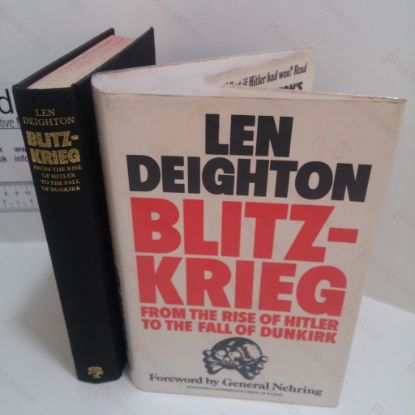 LEN
DEIGHTON
BLITZ-
KRIEG
FROM THE RISE
OF HITLER
TO THE FALL
OF DUNKIRK
if Hitler had won? Read
LEN
DEIGHTON
BLITZ-
KRIEG
FROM THE RISE OF HITLER
TO THE FALL OF DUNKIRK
Foreword by General Nehring